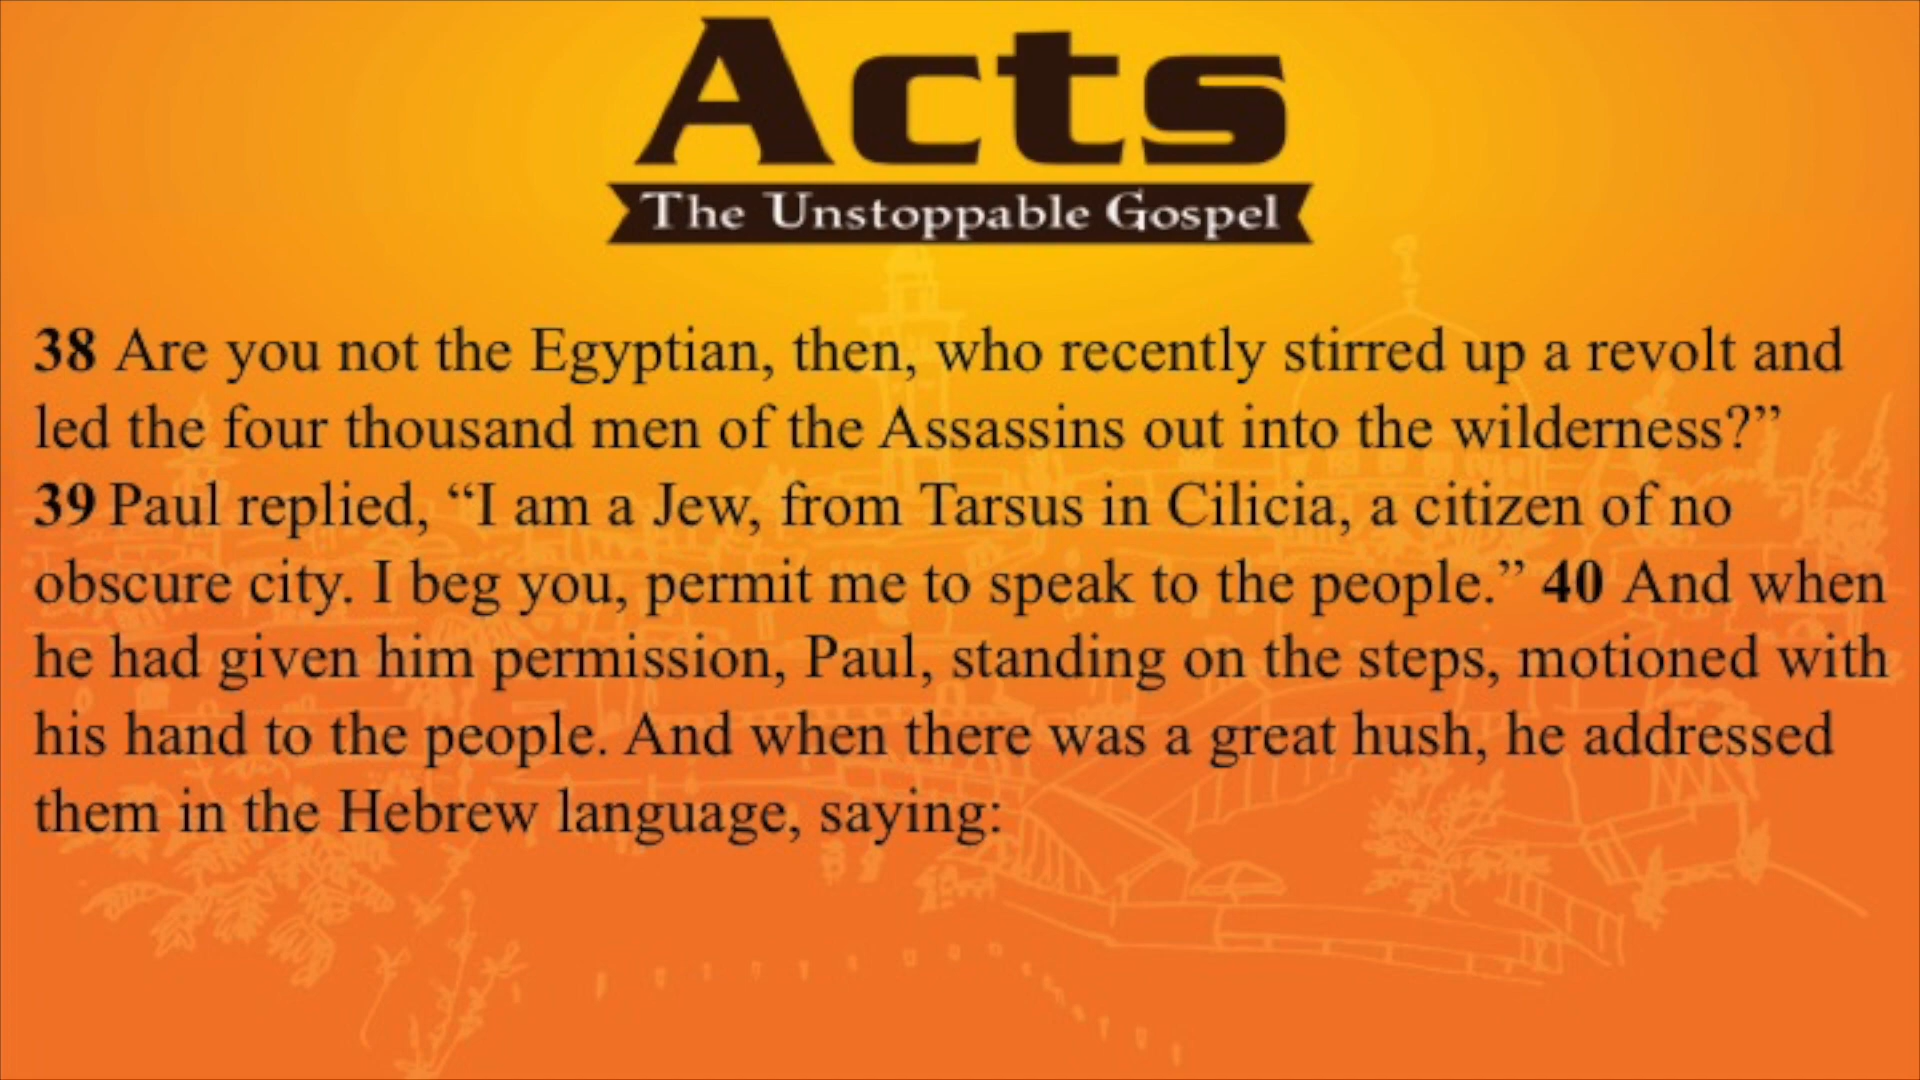 Acts
The Unstoppable Gospel
38 Are you not the Egyptian, then, who recently stirred up a revolt and
led the four thousand men of the Assassins out into the wilderness?”
39 Paul replied, “I am a Jew, from Tarsus in Cilicia, a citizen of no
obscure city. I beg you, permit me to speak to the people.” 40 And when
he had given him permission, Paul, standing on the steps, motioned with
his hand to the people. And when there was a great hush, he addressed
them in the Hebrew language, saying: